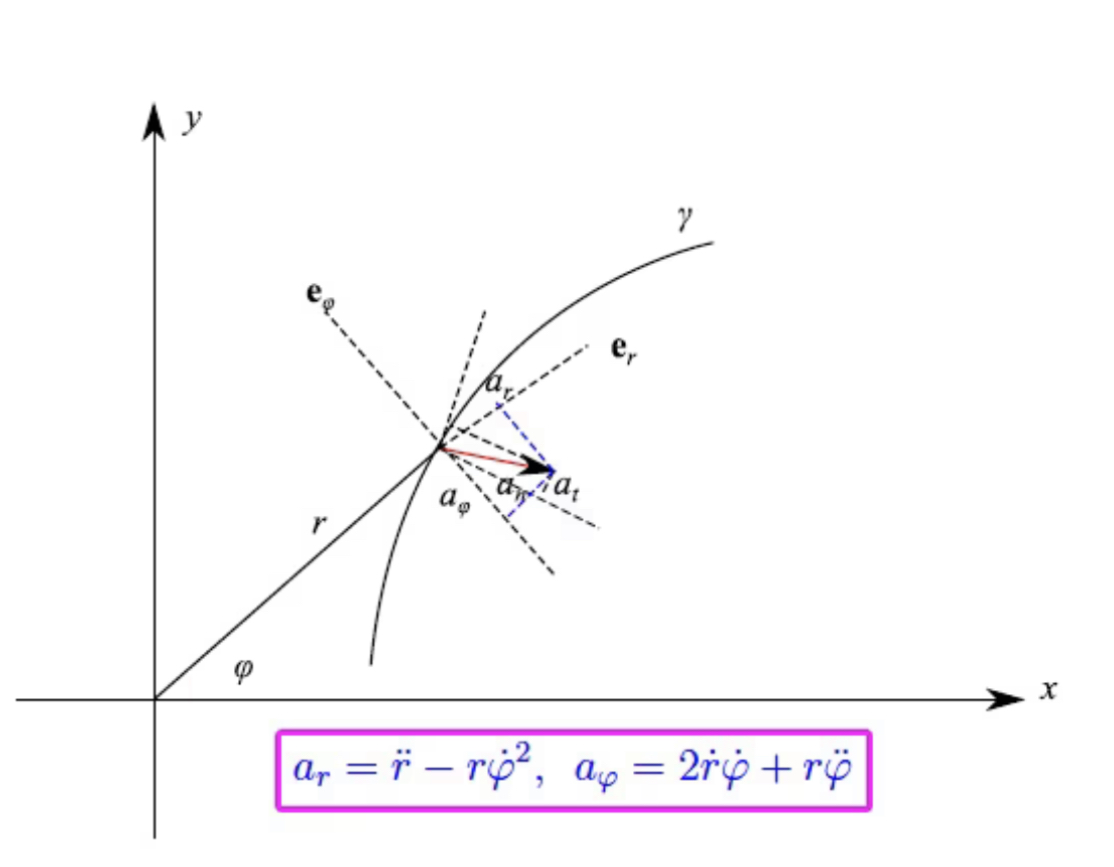 y
γ
e_φ
e_r
a_r
a_n
a_t
a_φ
r
φ
x
a_r = r̈ − rφ̇², a_φ = 2ṙφ̇ + rφ̈